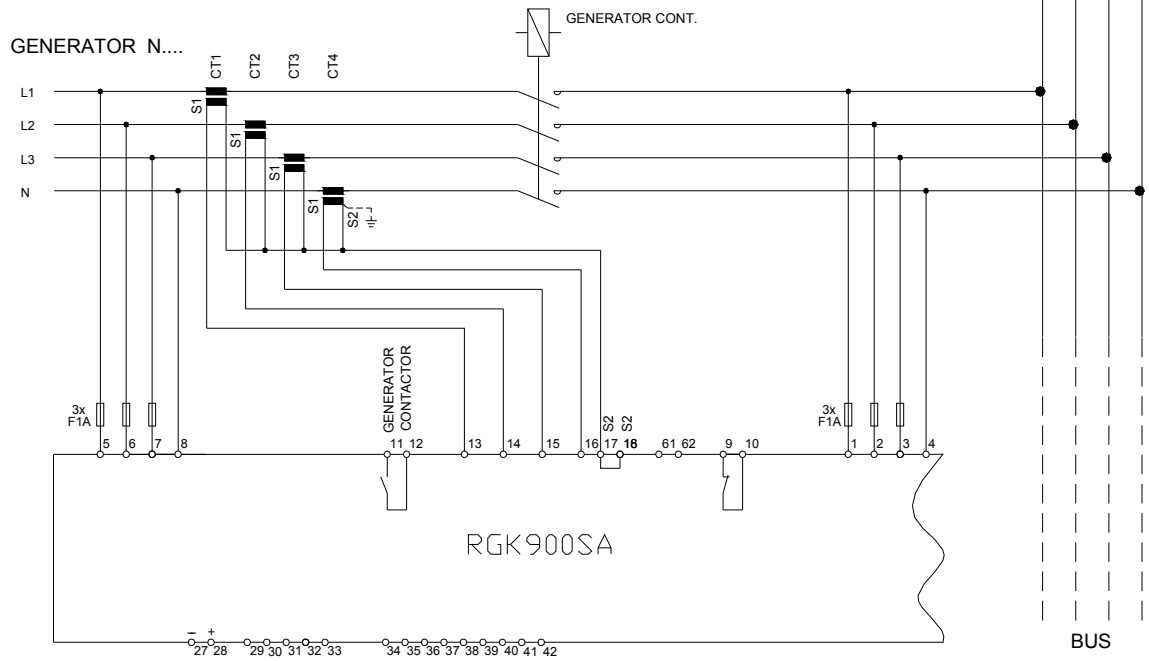 GENERATOR CONT.
GENERATOR N....
CT1
CT2
CT3
CT4
L1
S1
L2
S1
L3
S1
N
S1
S2
GENERATOR
CONTACTOR
3x
F1A
S2
S2
3x
F1A
5 6 7 8 11 12 13 14 15 16 17 18 61 62 9 10 1 2 3 4
RGK900SA
– +
27 28 29 30 31 32 33 34 35 36 37 38 39 40 41 42
BUS